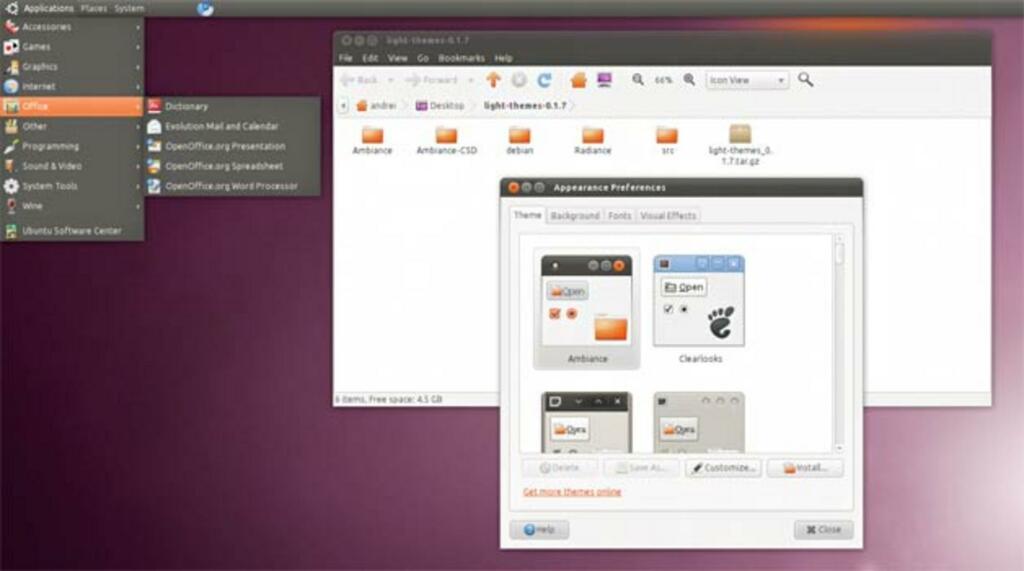 Applications Places System
Accessories
Games
Graphics
Internet
Office
Other
Programming
Sound & Video
System Tools
Wine
Ubuntu Software Center
Dictionary
Evolution Mail and Calendar
OpenOffice.org Presentation
OpenOffice.org Spreadsheet
OpenOffice.org Word Processor
light-themes-0.1.7
File Edit View Go Bookmarks Help
Back Forward 66% Icon View
andrei Desktop light-themes-0.1.7
Ambiance Ambiance-CSD debian Radiance src light-themes_0.
1.7.tar.gz
6 items, Free space: 4.5 GB
Appearance Preferences
Theme Background Fonts Visual Effects
Open Open
Ambiance Clearlooks
Delete Save As... Customize... Install...
Get more themes online
Help Close